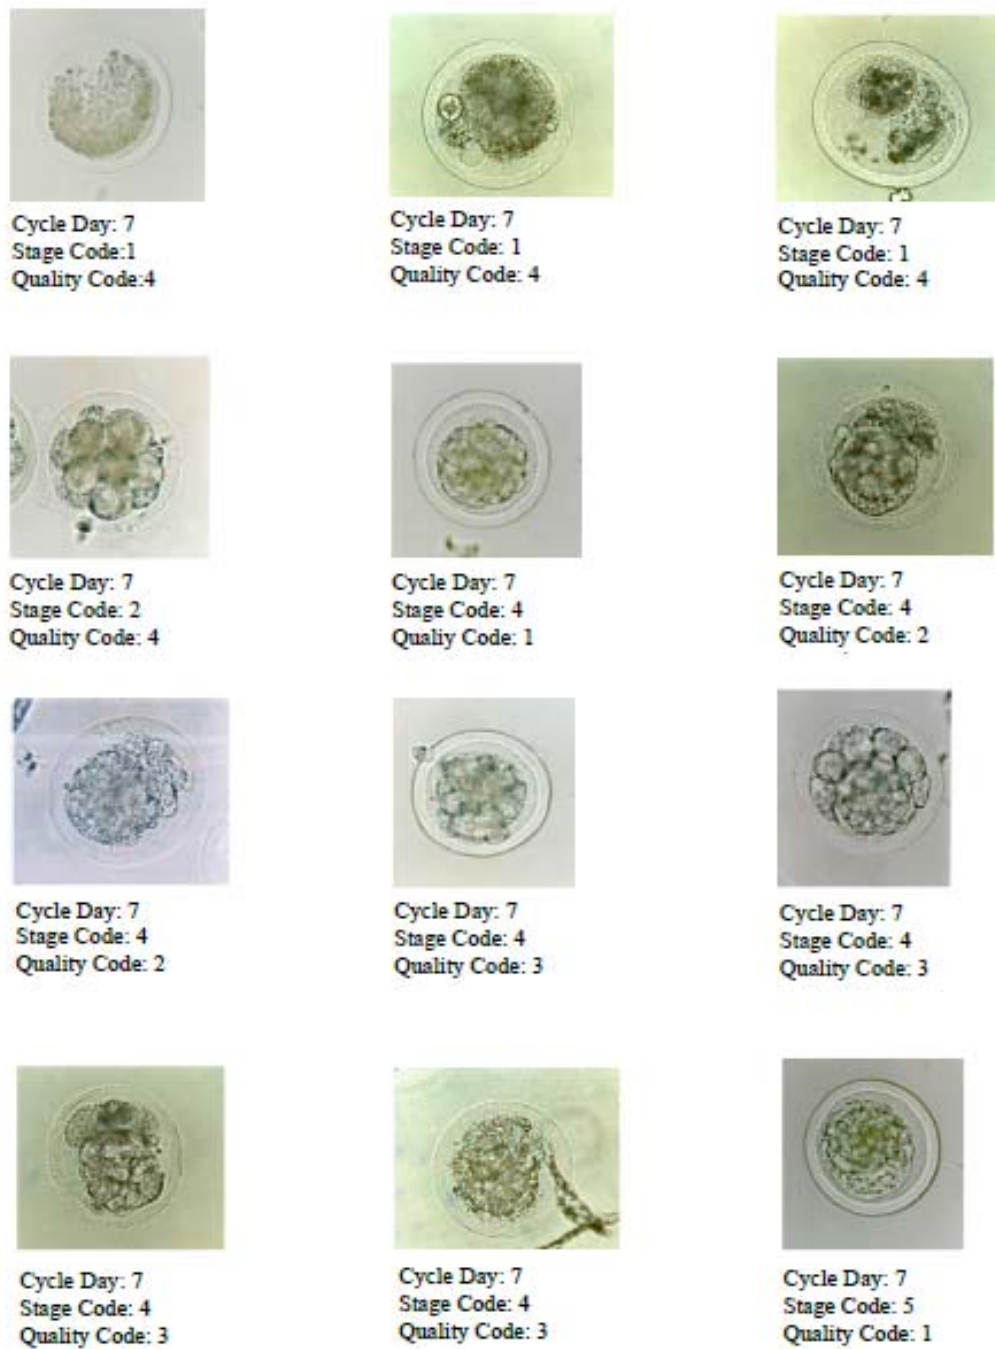 Cycle Day: 7
Stage Code:1
Quality Code:4
Cycle Day: 7
Stage Code: 1
Quality Code: 4
Cycle Day: 7
Stage Code: 1
Quality Code: 4
Cycle Day: 7
Stage Code: 2
Quality Code: 4
Cycle Day: 7
Stage Code: 4
Qualiy Code: 1
Cycle Day: 7
Stage Code: 4
Quality Code: 2
Cycle Day: 7
Stage Code: 4
Quality Code: 2
Cycle Day: 7
Stage Code: 4
Quality Code: 3
Cycle Day: 7
Stage Code: 4
Quality Code: 3
Cycle Day: 7
Stage Code: 4
Quality Code: 3
Cycle Day: 7
Stage Code: 4
Quality Code: 3
Cycle Day: 7
Stage Code: 5
Quality Code: 1